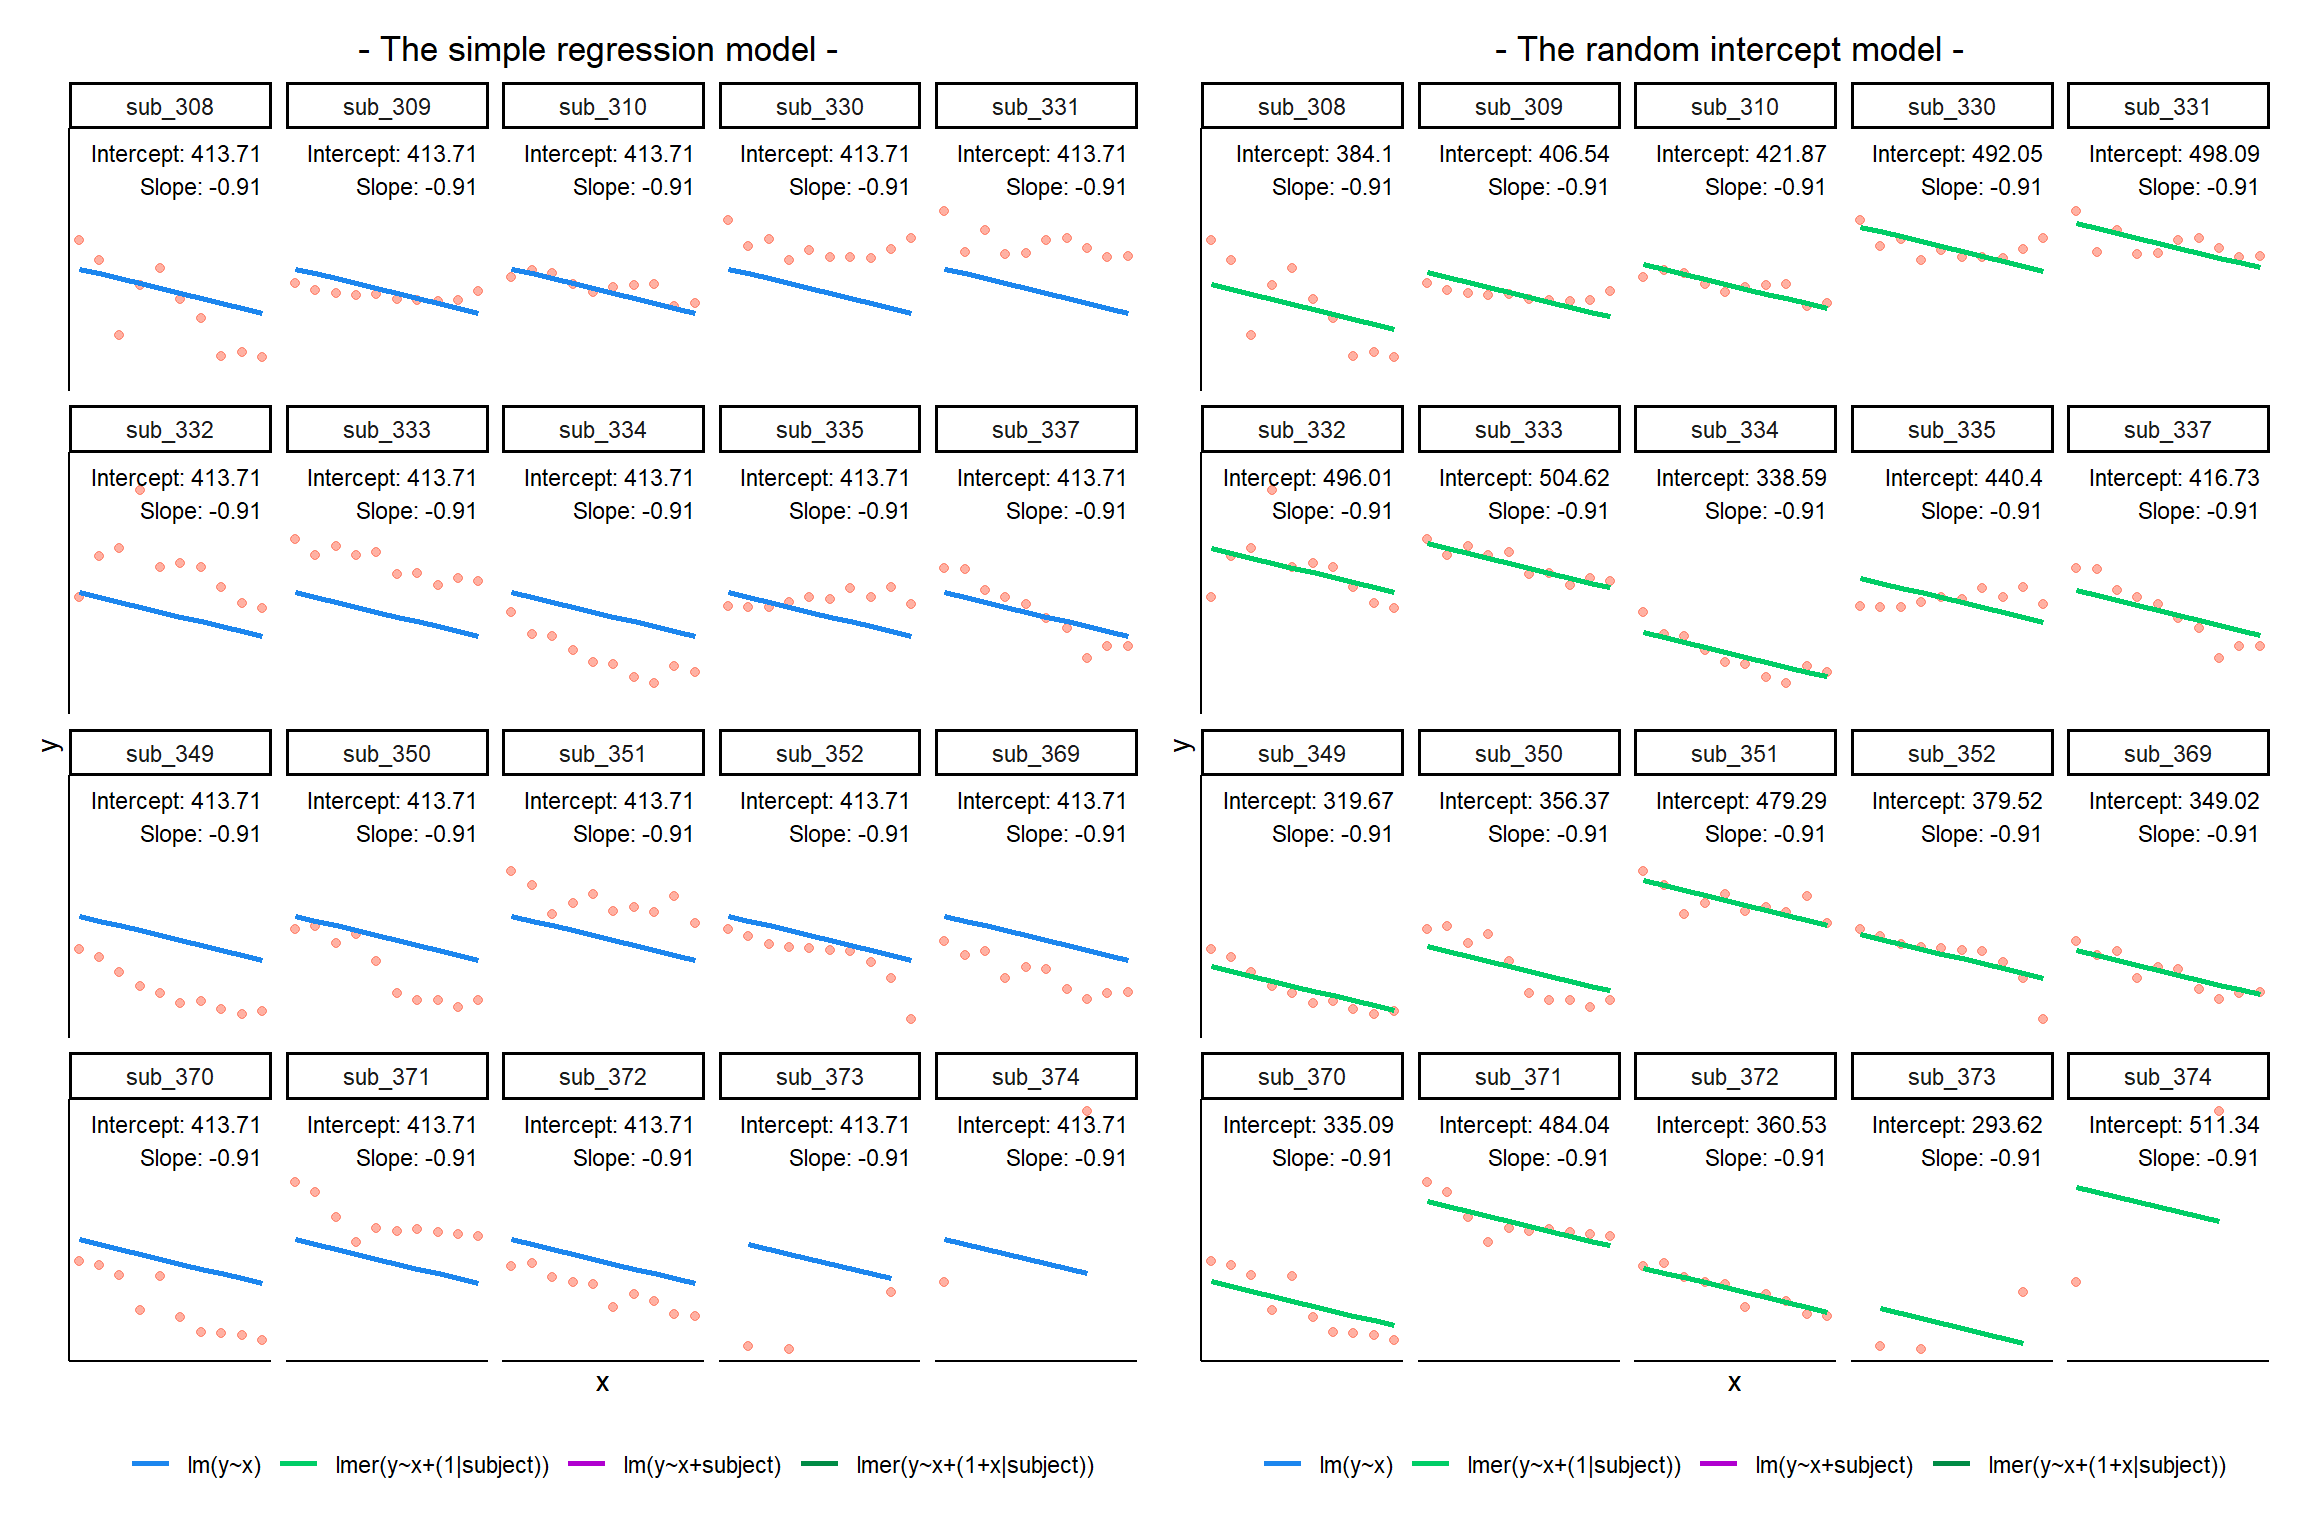 - The simple regression model -
sub_308 sub_309 sub_310 sub_330 sub_331
Intercept: 413.71 Intercept: 413.71 Intercept: 413.71 Intercept: 413.71 Intercept: 413.71
Slope: -0.91 Slope: -0.91 Slope: -0.91 Slope: -0.91 Slope: -0.91
sub_332 sub_333 sub_334 sub_335 sub_337
Intercept: 413.71 Intercept: 413.71 Intercept: 413.71 Intercept: 413.71 Intercept: 413.71
Slope: -0.91 Slope: -0.91 Slope: -0.91 Slope: -0.91 Slope: -0.91
y
sub_349 sub_350 sub_351 sub_352 sub_369
Intercept: 413.71 Intercept: 413.71 Intercept: 413.71 Intercept: 413.71 Intercept: 413.71
Slope: -0.91 Slope: -0.91 Slope: -0.91 Slope: -0.91 Slope: -0.91
sub_370 sub_371 sub_372 sub_373 sub_374
Intercept: 413.71 Intercept: 413.71 Intercept: 413.71 Intercept: 413.71 Intercept: 413.71
Slope: -0.91 Slope: -0.91 Slope: -0.91 Slope: -0.91 Slope: -0.91
x
lm(y~x) lmer(y~x+(1|subject)) lm(y~x+subject) lmer(y~x+(1+x|subject))
- The random intercept model -
sub_308 sub_309 sub_310 sub_330 sub_331
Intercept: 384.1 Intercept: 406.54 Intercept: 421.87 Intercept: 492.05 Intercept: 498.09
Slope: -0.91 Slope: -0.91 Slope: -0.91 Slope: -0.91 Slope: -0.91
sub_332 sub_333 sub_334 sub_335 sub_337
Intercept: 496.01 Intercept: 504.62 Intercept: 338.59 Intercept: 440.4 Intercept: 416.73
Slope: -0.91 Slope: -0.91 Slope: -0.91 Slope: -0.91 Slope: -0.91
y
sub_349 sub_350 sub_351 sub_352 sub_369
Intercept: 319.67 Intercept: 356.37 Intercept: 479.29 Intercept: 379.52 Intercept: 349.02
Slope: -0.91 Slope: -0.91 Slope: -0.91 Slope: -0.91 Slope: -0.91
sub_370 sub_371 sub_372 sub_373 sub_374
Intercept: 335.09 Intercept: 484.04 Intercept: 360.53 Intercept: 293.62 Intercept: 511.34
Slope: -0.91 Slope: -0.91 Slope: -0.91 Slope: -0.91 Slope: -0.91
x
lm(y~x) lmer(y~x+(1|subject)) lm(y~x+subject) lmer(y~x+(1+x|subject))